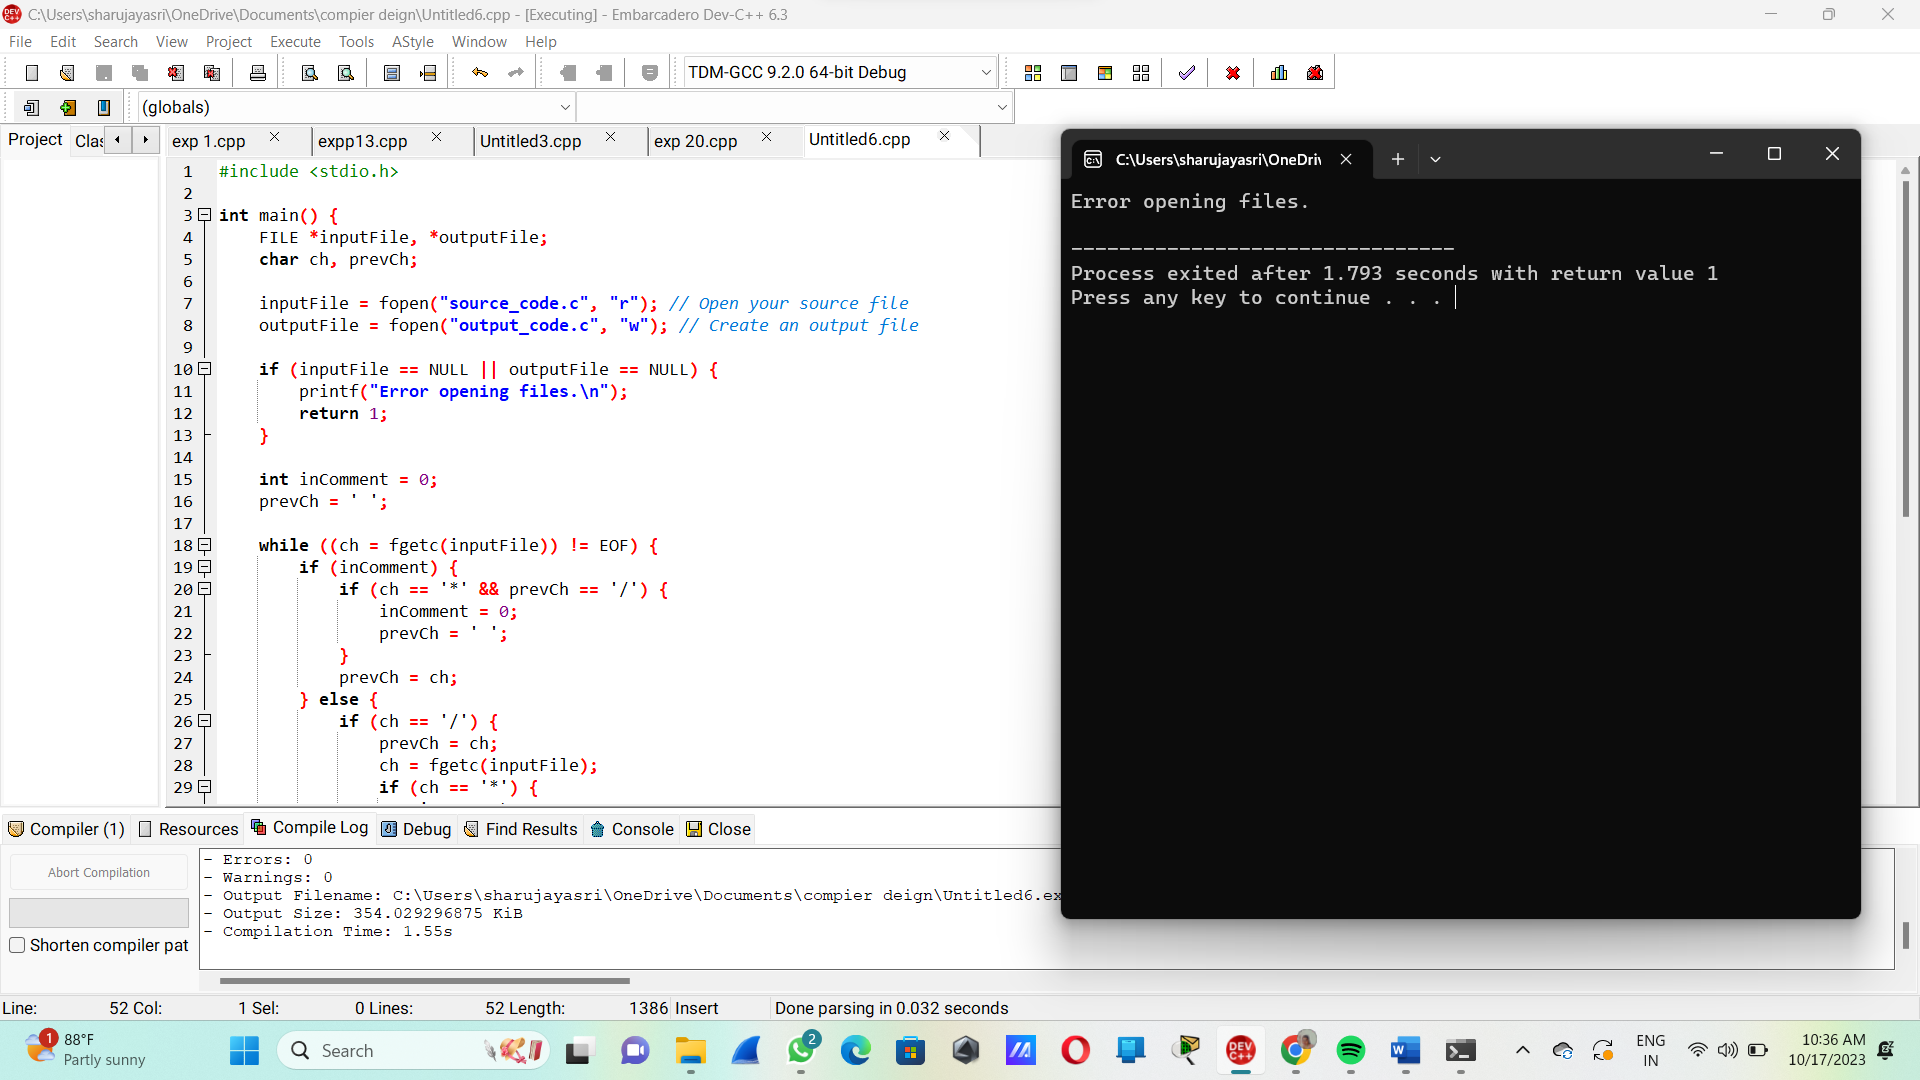 C:\Users\sharujayasri\OneDrive\Documents\compier deign\Untitled6.cpp - [Executing] - Embarcadero Dev-C++ 6.3
File Edit Search View Project Execute Tools AStyle Window Help
TDM-GCC 9.2.0 64-bit Debug
(globals)
Project Clas exp 1.cpp expp13.cpp Untitled3.cpp exp 20.cpp Untitled6.cpp
1 #include <stdio.h>
2
3 int main() {
4 FILE *inputFile, *outputFile;
5 char ch, prevCh;
6
7 inputFile = fopen("source_code.c", "r"); // Open your source file
8 outputFile = fopen("output_code.c", "w"); // Create an output file
9
10 if (inputFile == NULL || outputFile == NULL) {
11 printf("Error opening files.\n");
12 return 1;
13 }
14
15 int inComment = 0;
16 prevCh = ' ';
17
18 while ((ch = fgetc(inputFile)) != EOF) {
19 if (inComment) {
20 if (ch == '*' && prevCh == '/') {
21 inComment = 0;
22 prevCh = ' ';
23 }
24 prevCh = ch;
25 } else {
26 if (ch == '/') {
27 prevCh = ch;
28 ch = fgetc(inputFile);
29 if (ch == '*') {
C:\Users\sharujayasri\OneDri
Error opening files.
--------------------------------
Process exited after 1.793 seconds with return value 1
Press any key to continue . . .
Compiler (1) Resources Compile Log Debug Find Results Console Close
Abort Compilation
Shorten compiler pat
- Errors: 0
- Warnings: 0
- Output Filename: C:\Users\sharujayasri\OneDrive\Documents\compier deign\Untitled6.ex
- Output Size: 354.029296875 KiB
- Compilation Time: 1.55s
Line: 52 Col: 1 Sel: 0 Lines: 52 Length: 1386 Insert Done parsing in 0.032 seconds
1 88°F
Partly sunny
Search
2
DEV C++
ENG
IN
10:36 AM
10/17/2023